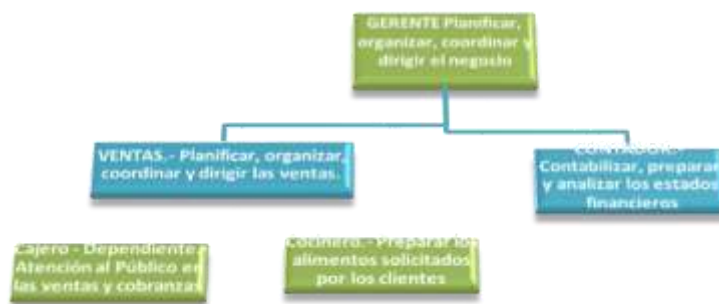 GERENTE Planificar,
organizar, coordinar y
dirigir el negocio
VENTAS.- Planificar, organizar,
coordinar y dirigir las ventas.
CONTADOR.-
Contabilizar, preparar
y analizar los estados
financieros
Cajero - Dependiente.-
Atención al Público en
las ventas y cobranzas
Cocinero.- Preparar los
alimentos solicitados
por los clientes